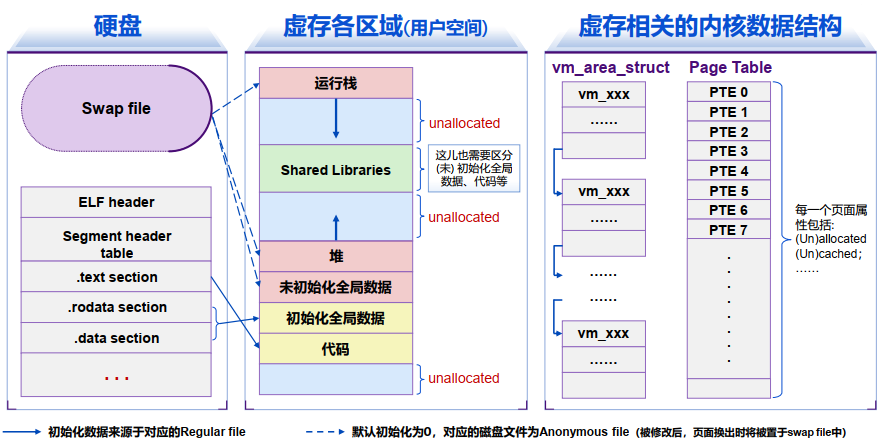 硬盘
Swap file
ELF header
Segment header
table
.text section
.rodata section
.data section
...
虚存各区域(用户空间)
运行栈
unallocated
Shared Libraries
这儿也需要区分
(未) 初始化全局
数据、代码等
unallocated
堆
未初始化全局数据
初始化全局数据
代码
unallocated
虚存相关的内核数据结构
vm_area_struct
vm_xxx
……
vm_xxx
……
……
……
vm_xxx
……
Page Table
PTE 0
PTE 1
PTE 2
PTE 3
PTE 4
PTE 5
PTE 6
PTE 7
.
.
.
.
.
.
.
每一个页面属
性包括:
(Un)allocated
(Un)cached；
……
初始化数据来源于对应的Regular file
默认初始化为0，对应的磁盘文件为Anonymous file（被修改后，页面换出时将被置于swap file中）